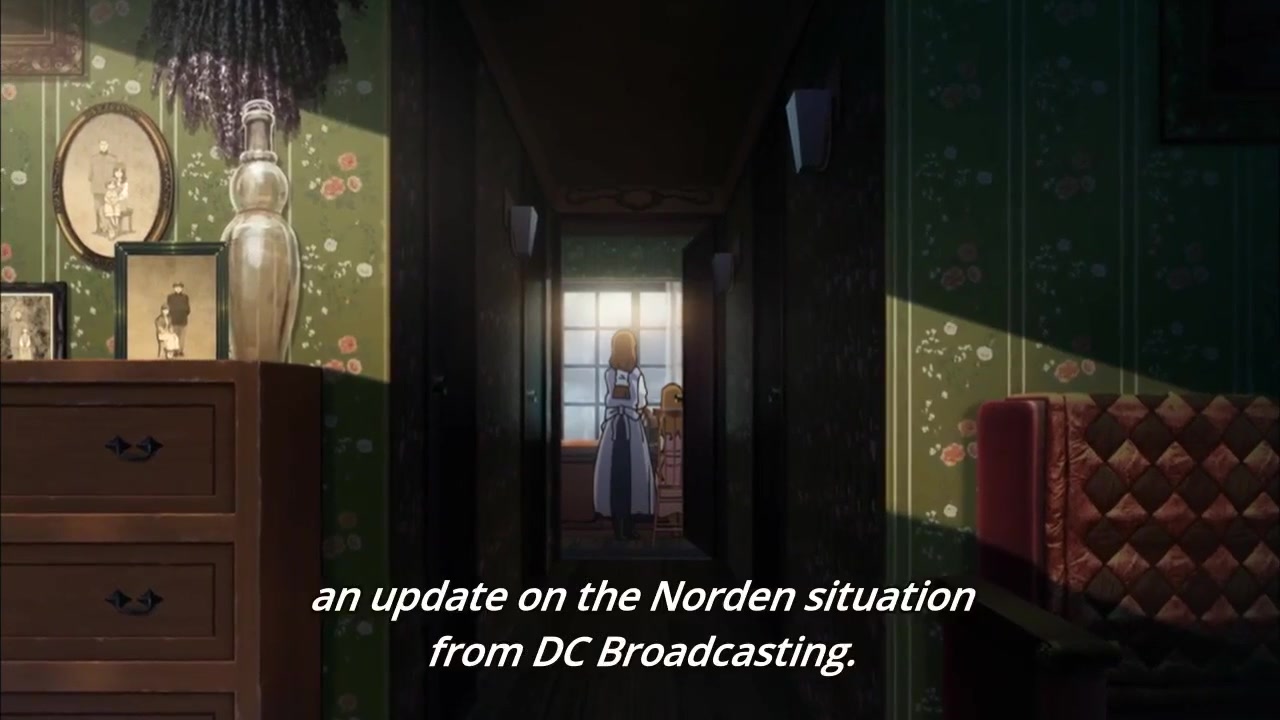 an update on the Norden situation
from DC Broadcasting.